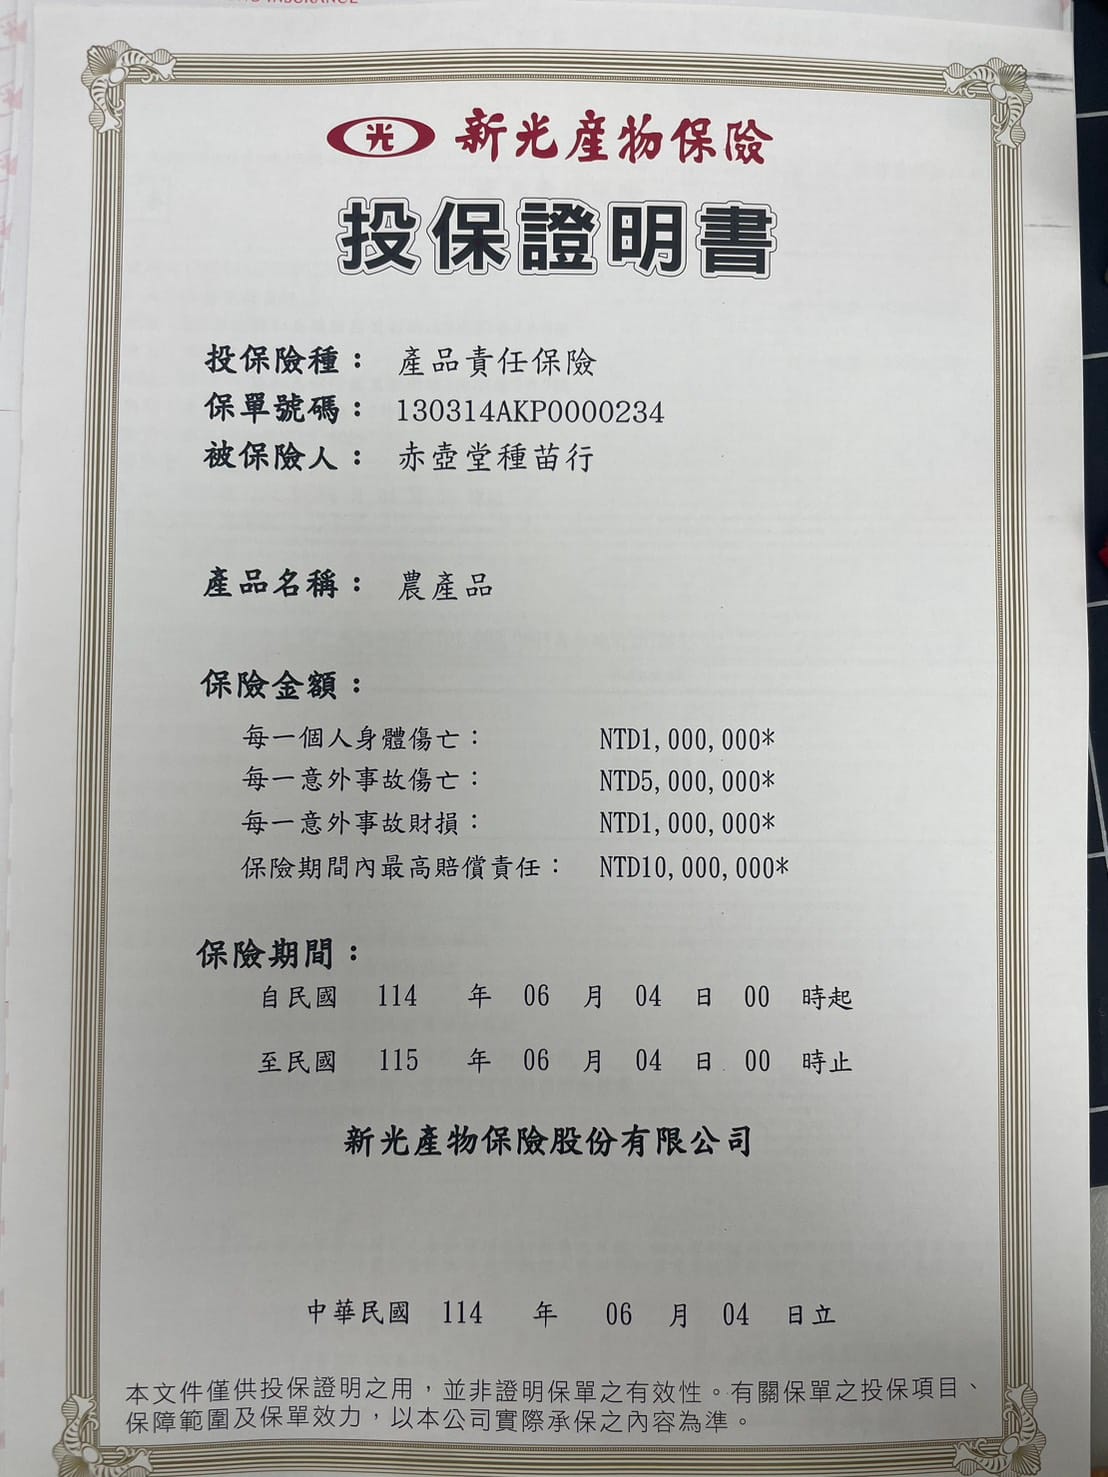 光 新光產物保險
投保證明書
投保險種： 產品責任保險
保單號碼： 130314AKP0000234
被保險人： 赤壺堂種苗行
產品名稱： 農產品
保險金額：
每一個人身體傷亡： NTD1,000,000*
每一意外事故傷亡： NTD5,000,000*
每一意外事故財損： NTD1,000,000*
保險期間內最高賠償責任： NTD10,000,000*
保險期間：
自民國 114 年 06 月 04 日 00 時起
至民國 115 年 06 月 04 日 00 時止
新光產物保險股份有限公司
中華民國 114 年 06 月 04 日立
本文件僅供投保證明之用，並非證明保單之有效性。有關保單之投保項目、
保障範圍及保單效力，以本公司實際承保之內容為準。